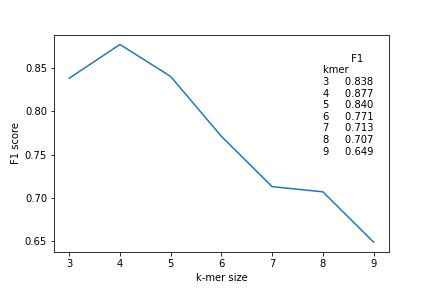 F1
kmer
3 0.838
4 0.877
5 0.840
6 0.771
7 0.713
8 0.707
9 0.649
0.85
0.80
0.75
0.70
0.65
F1 score
3 4 5 6 7 8 9
k-mer size